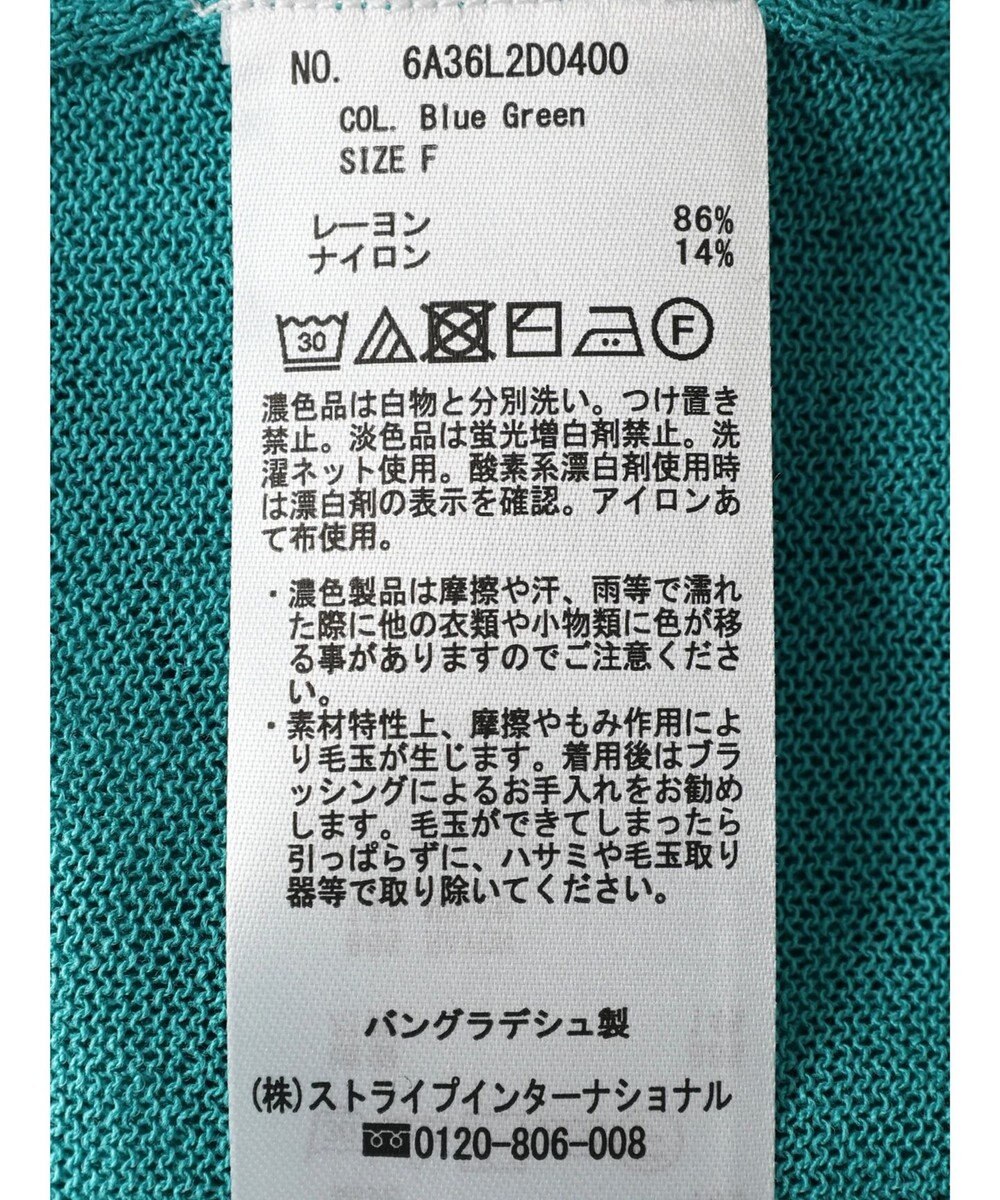 NO. 6A36L2D0400
COL. Blue Green
SIZE F
レーヨン 86%
ナイロン 14%
30
F
濃色品は白物と分別洗い。つけ置き
禁止。淡色品は蛍光増白剤禁止。洗
濯ネット使用。酸素系漂白剤使用時
は漂白剤の表示を確認。アイロンあ
て布使用。
・濃色製品は摩擦や汗、雨等で濡れ
た際に他の衣類や小物類に色が移
る事がありますのでご注意くださ
い。
・素材特性上、摩擦やもみ作用によ
り毛玉が生じます。着用後はブラ
ッシングによるお手入れをお勧め
します。毛玉ができてしまったら
引っぱらずに、ハサミや毛玉取り
器等で取り除いてください。
バングラデシュ製
(株)ストライプインターナショナル
0120-806-008